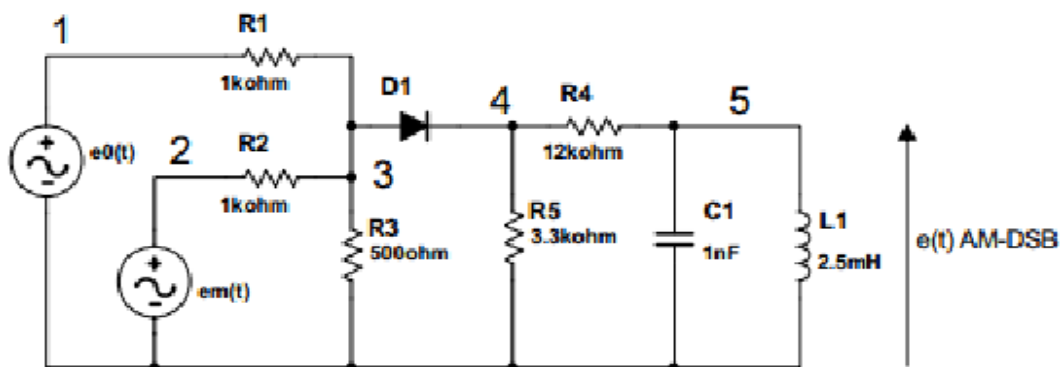 1
R1
1kohm
e0(t)
2
R2
1kohm
em(t)
3
R3
500ohm
D1
4
R4
12kohm
R5
3.3kohm
5
C1
1nF
L1
2.5mH
e(t) AM-DSB